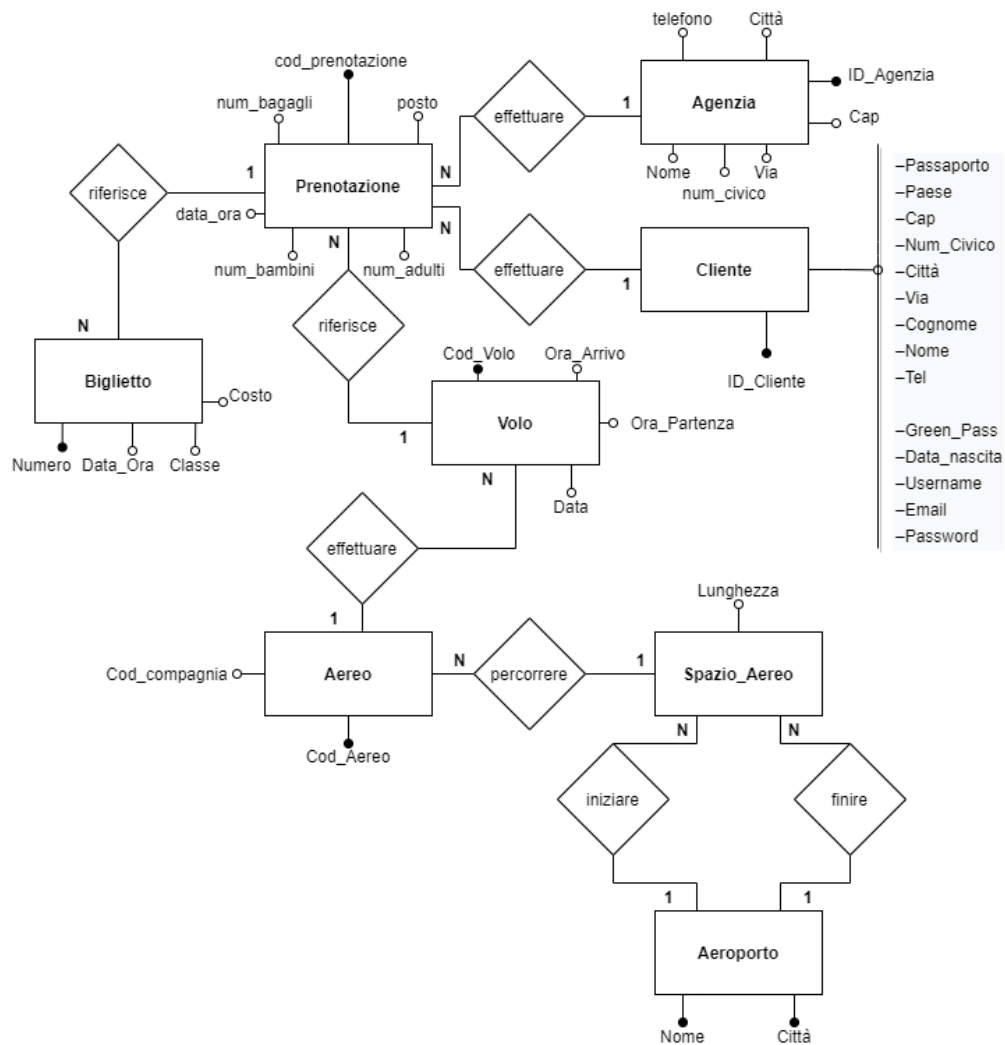 telefono
Città
cod_prenotazione
ID_Agenzia
num_bagagli
posto
effettuare
1
Agenzia
Cap
1
N
Nome
Via
num_civico
riferisce
Prenotazione
data_ora
N
N
num_bambini
num_adulti
effettuare
1
Cliente
ID_Cliente
–Passaporto
–Paese
–Cap
–Num_Civico
–Città
–Via
–Cognome
–Nome
–Tel
–Green_Pass
–Data_nascita
–Username
–Email
–Password
riferisce
N
Biglietto
Costo
Numero
Data_Ora
Classe
Cod_Volo
Ora_Arrivo
1
Volo
Ora_Partenza
N
Data
effettuare
1
Cod_compagnia
Aereo
Cod_Aereo
N
percorrere
1
Lunghezza
Spazio_Aereo
N
N
iniziare
finire
1
1
Aeroporto
Nome
Città